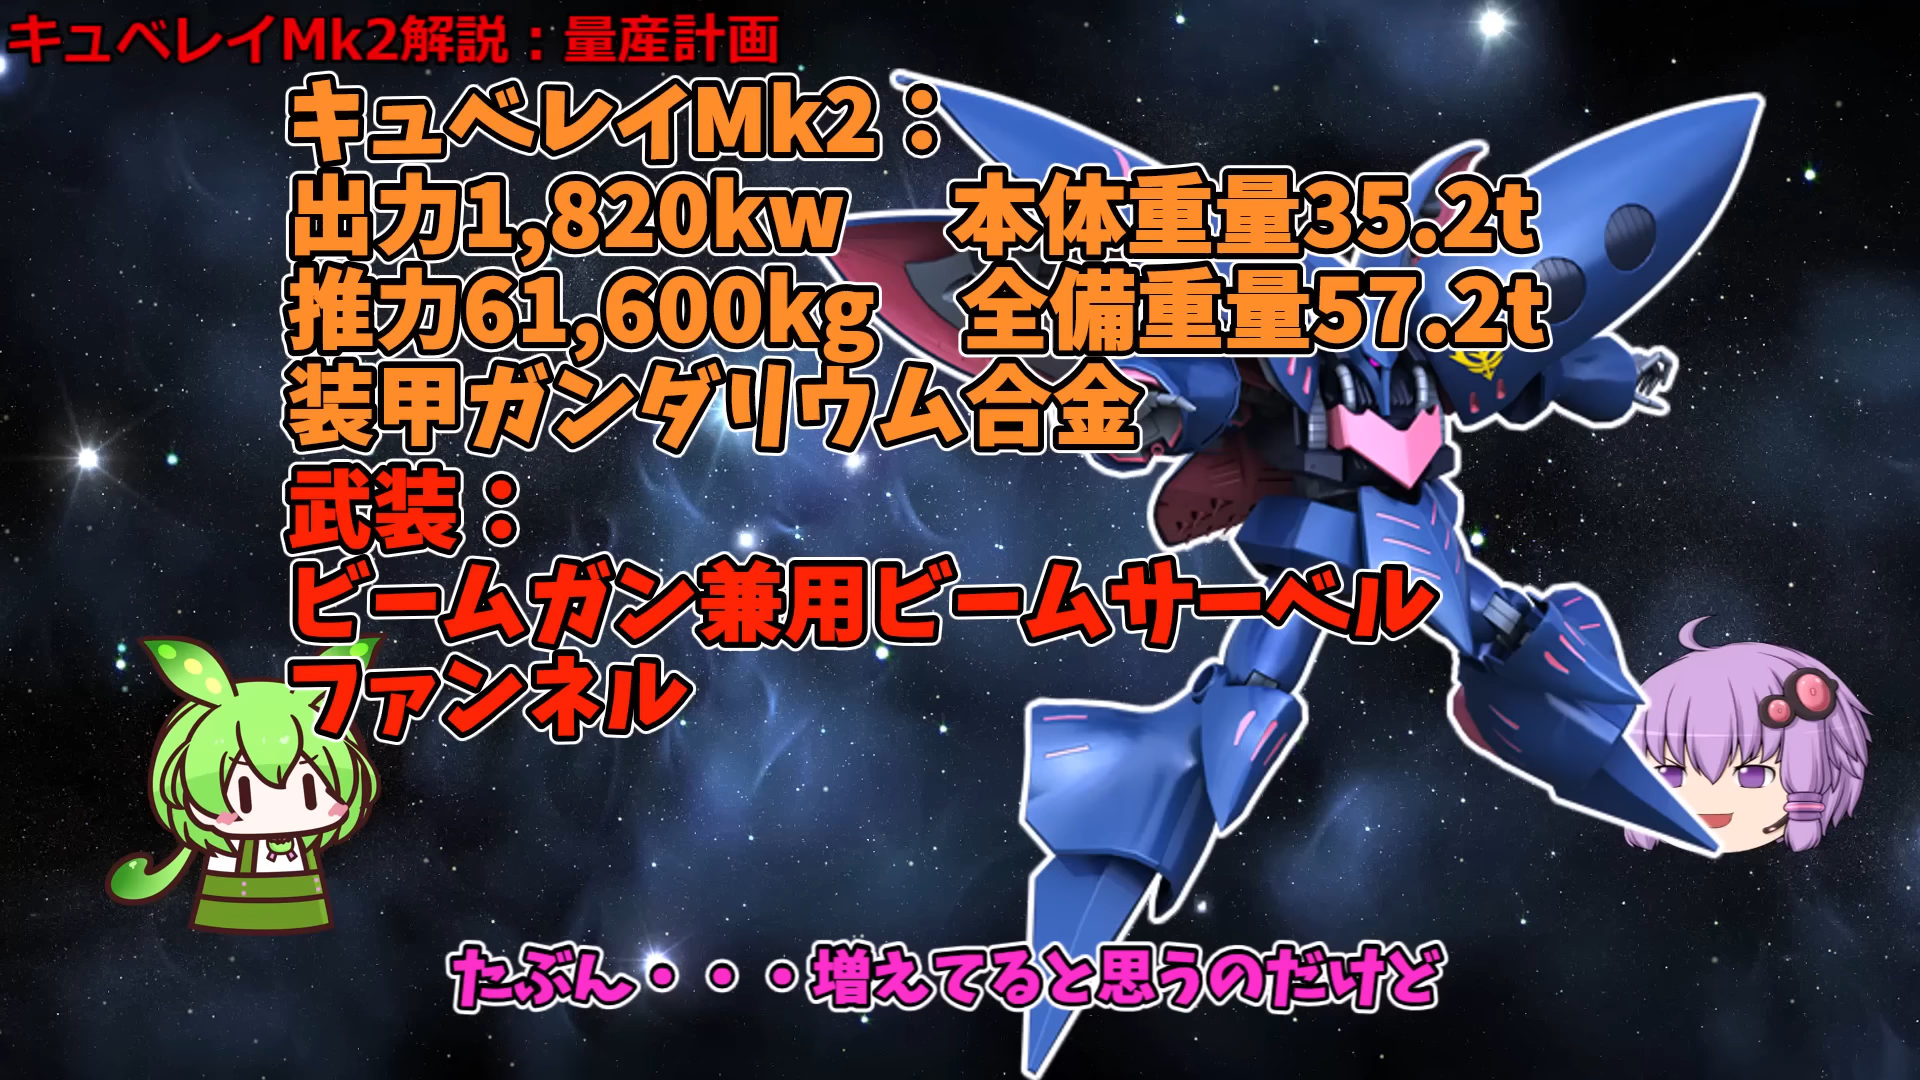 キュベレイMk2解説：量産計画
キュベレイMk2：
出力1,820kw　本体重量35.2t
推力61,600kg　全備重量57.2t
装甲ガンダリウム合金
武装：
ビームガン兼用ビームサーベル
ファンネル
たぶん・・・増えてると思うのだけど